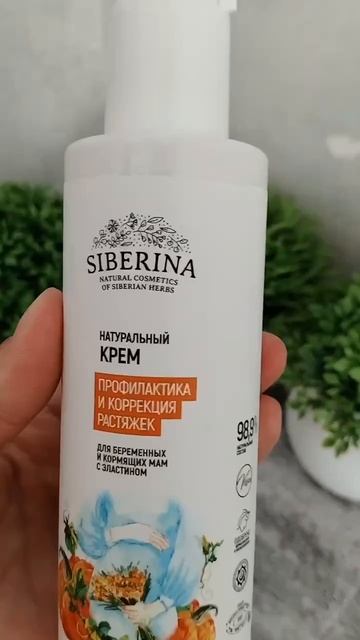 SIBERINA
NATURAL COSMETICS
OF SIBERIAN HERBS
НАТУРАЛЬНЫЙ
КРЕМ
ПРОФИЛАКТИКА
И КОРРЕКЦИЯ
РАСТЯЖЕК
ДЛЯ БЕРЕМЕННЫХ
И КОРМЯЩИХ МАМ
С ЭЛАСТИНОМ
98,9